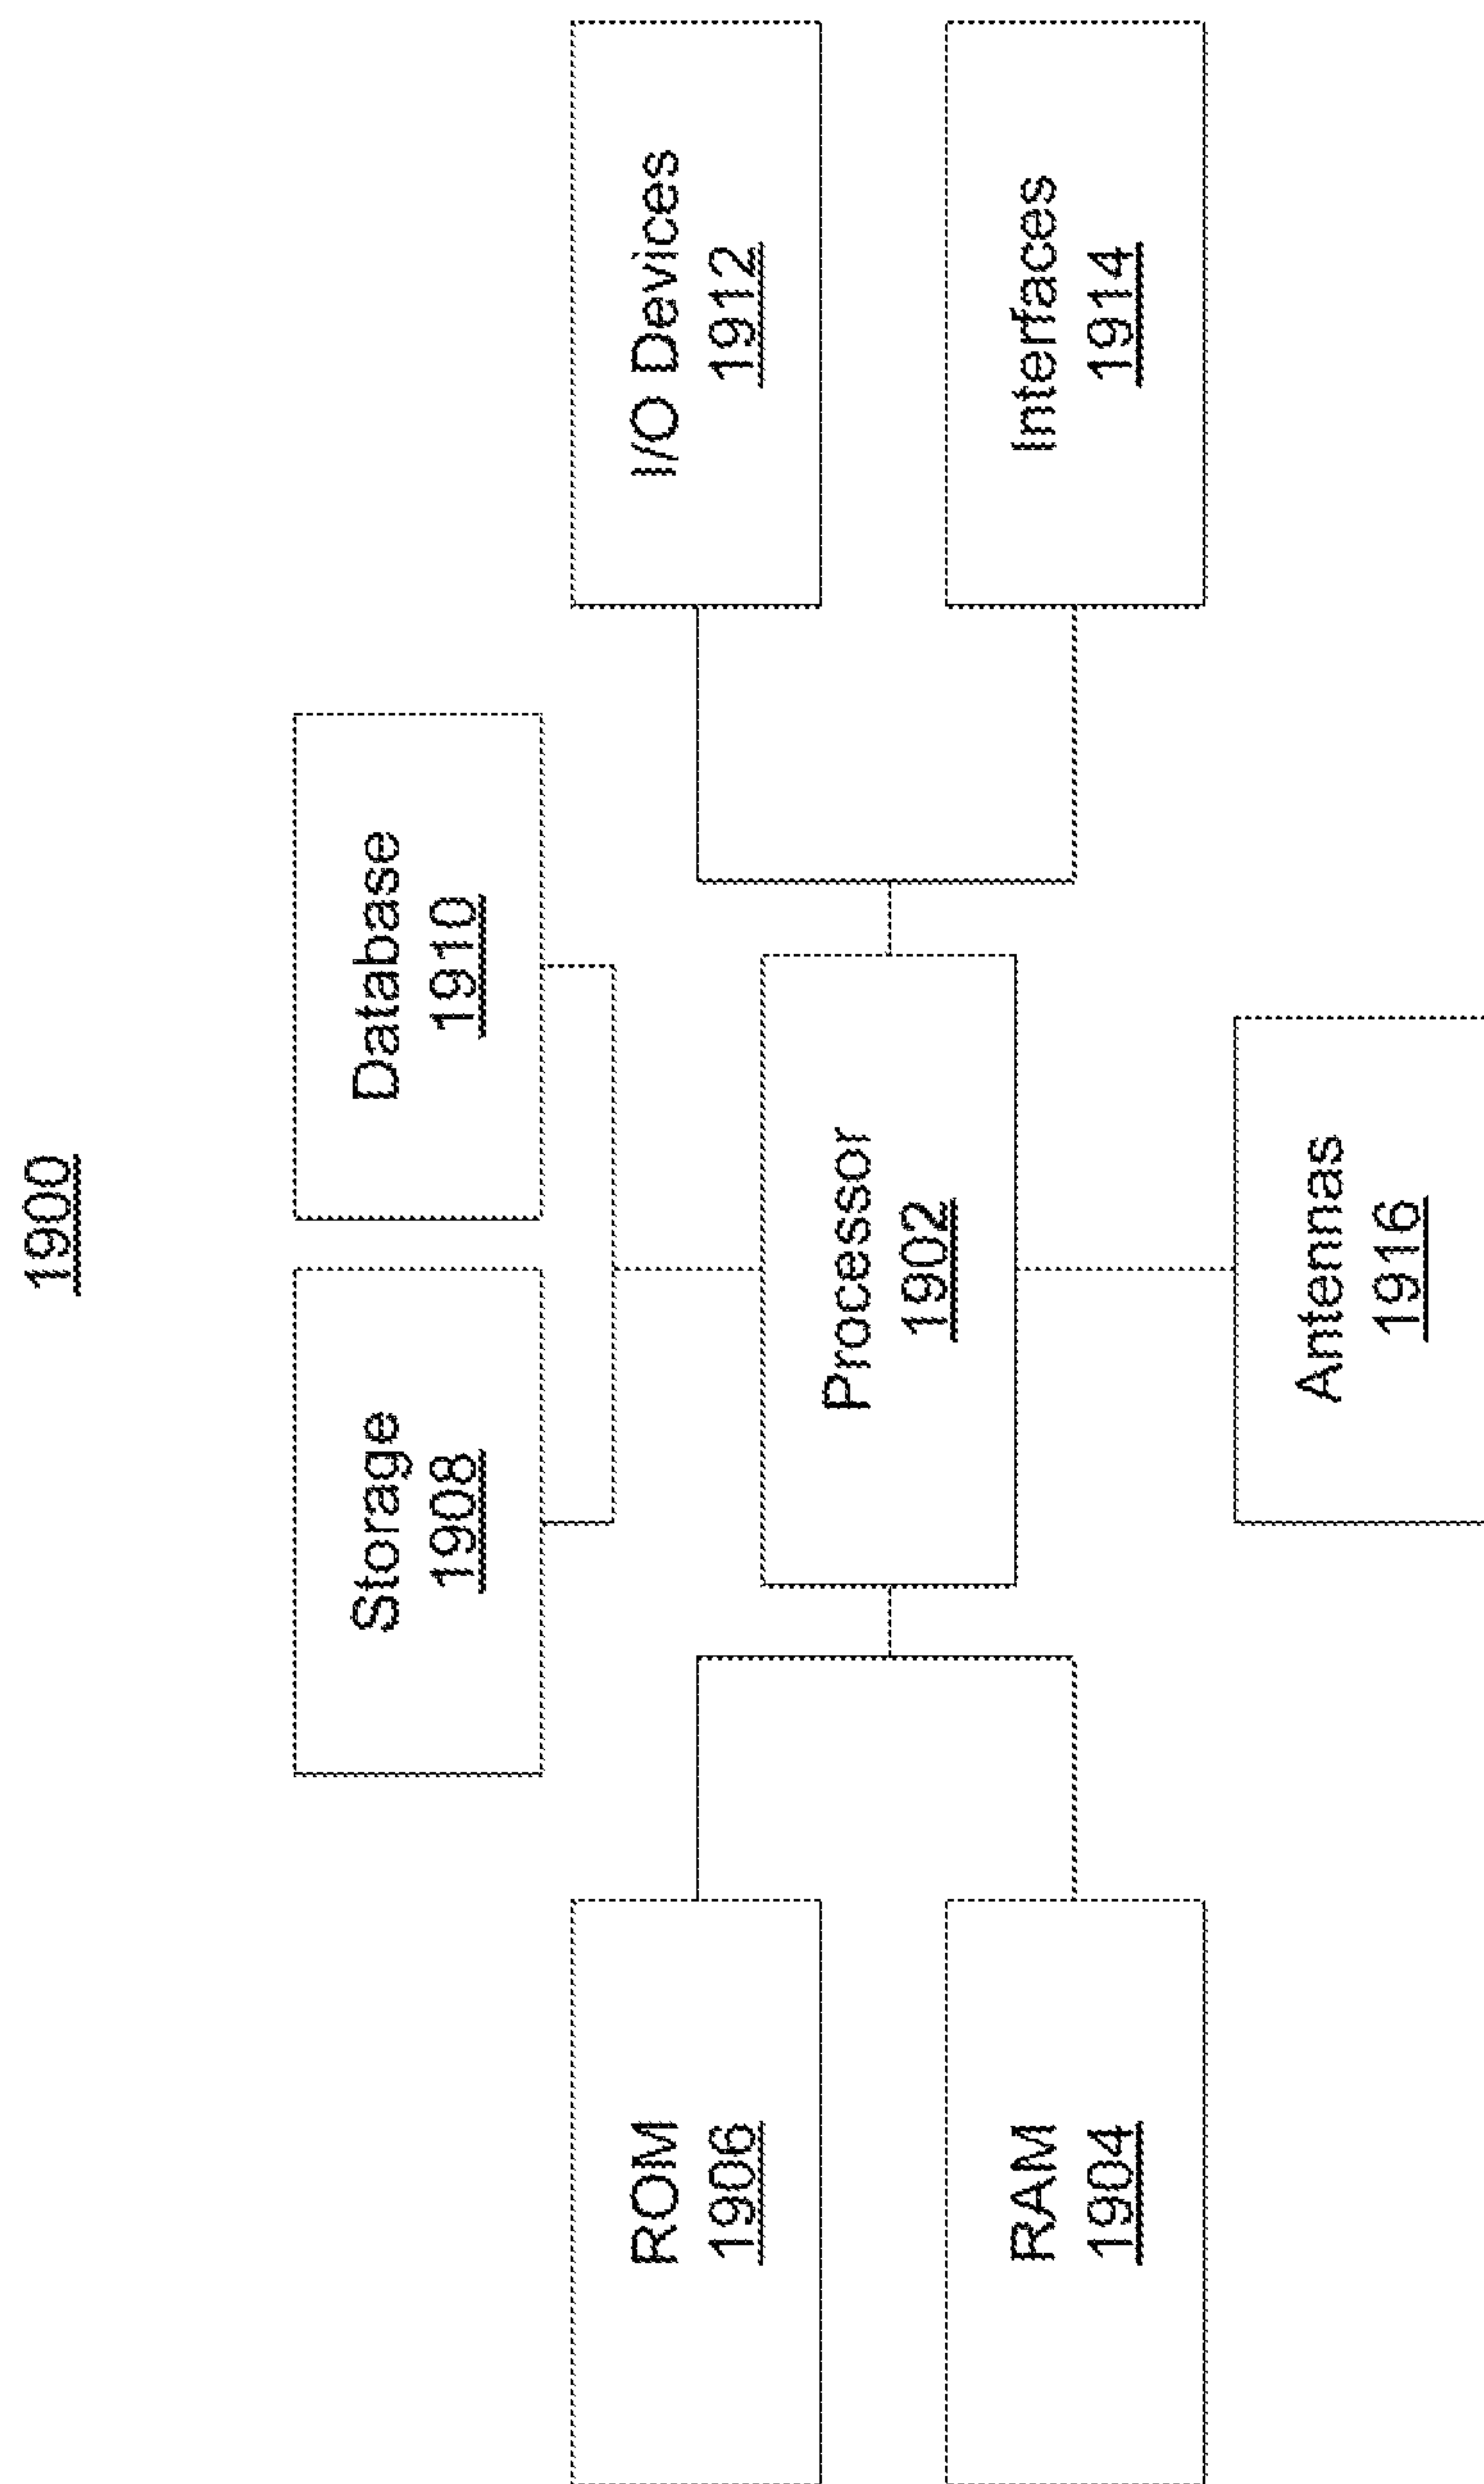 1900
Storage
1908
Database
1910
ROM
1906
I/O Devices
1912
Processor
1902
RAM
1904
Interfaces
1914
Antennas
1916